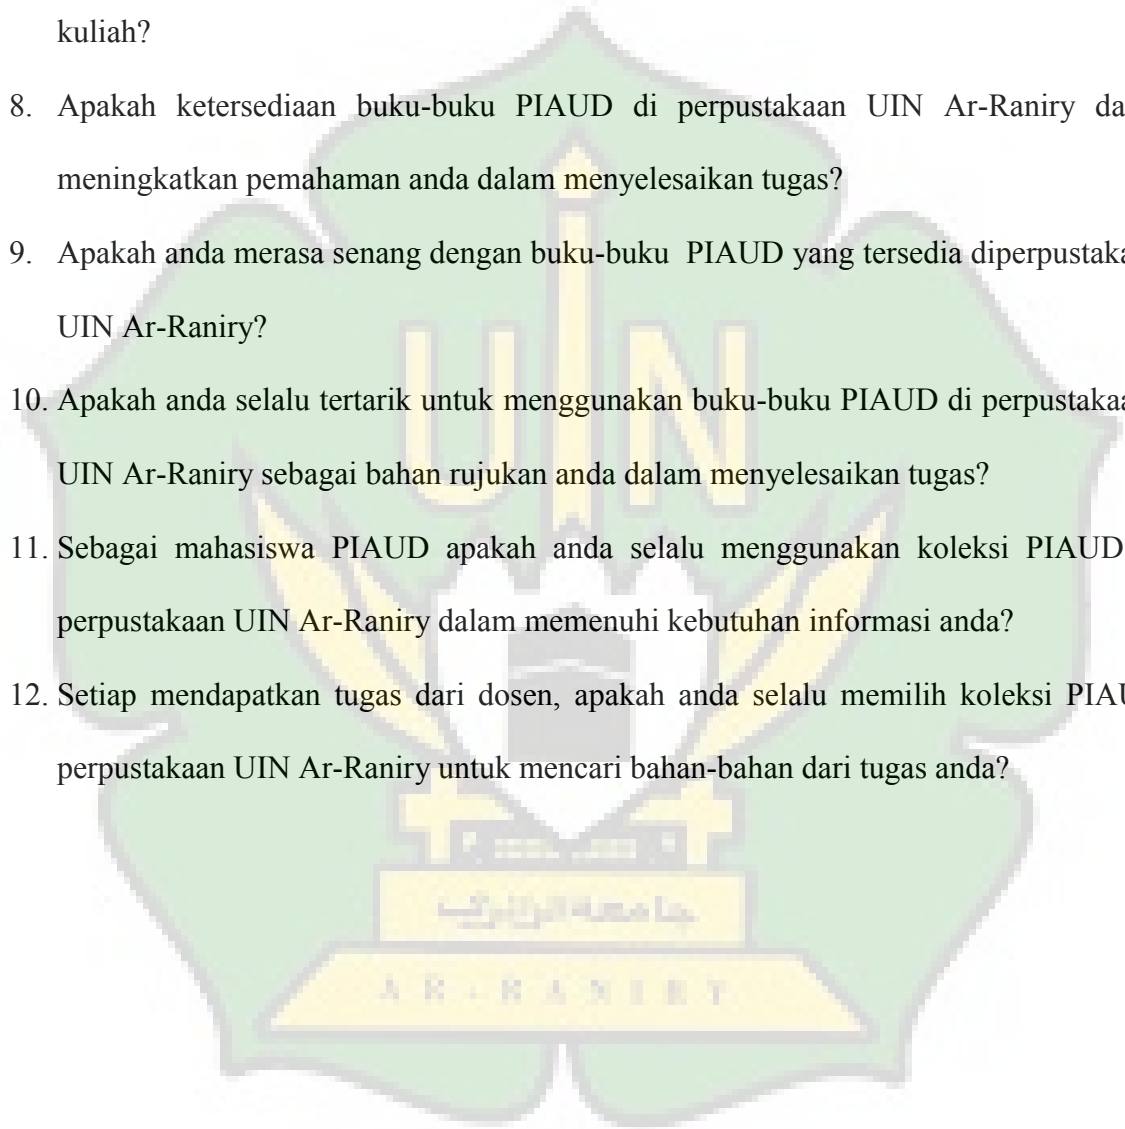 kuliah?
8. Apakah ketersediaan buku-buku PIAUD di perpustakaan UIN Ar-Raniry da
meningkatkan pemahaman anda dalam menyelesaikan tugas?
9. Apakah anda merasa senang dengan buku-buku PIAUD yang tersedia diperpustaka
UIN Ar-Raniry?
10. Apakah anda selalu tertarik untuk menggunakan buku-buku PIAUD di perpustakaa
UIN Ar-Raniry sebagai bahan rujukan anda dalam menyelesaikan tugas?
11. Sebagai mahasiswa PIAUD apakah anda selalu menggunakan koleksi PIAUD
perpustakaan UIN Ar-Raniry dalam memenuhi kebutuhan informasi anda?
12. Setiap mendapatkan tugas dari dosen, apakah anda selalu memilih koleksi PIAU
perpustakaan UIN Ar-Raniry untuk mencari bahan-bahan dari tugas anda?
UIN
جامعة الرانيري
AR-RANIRY